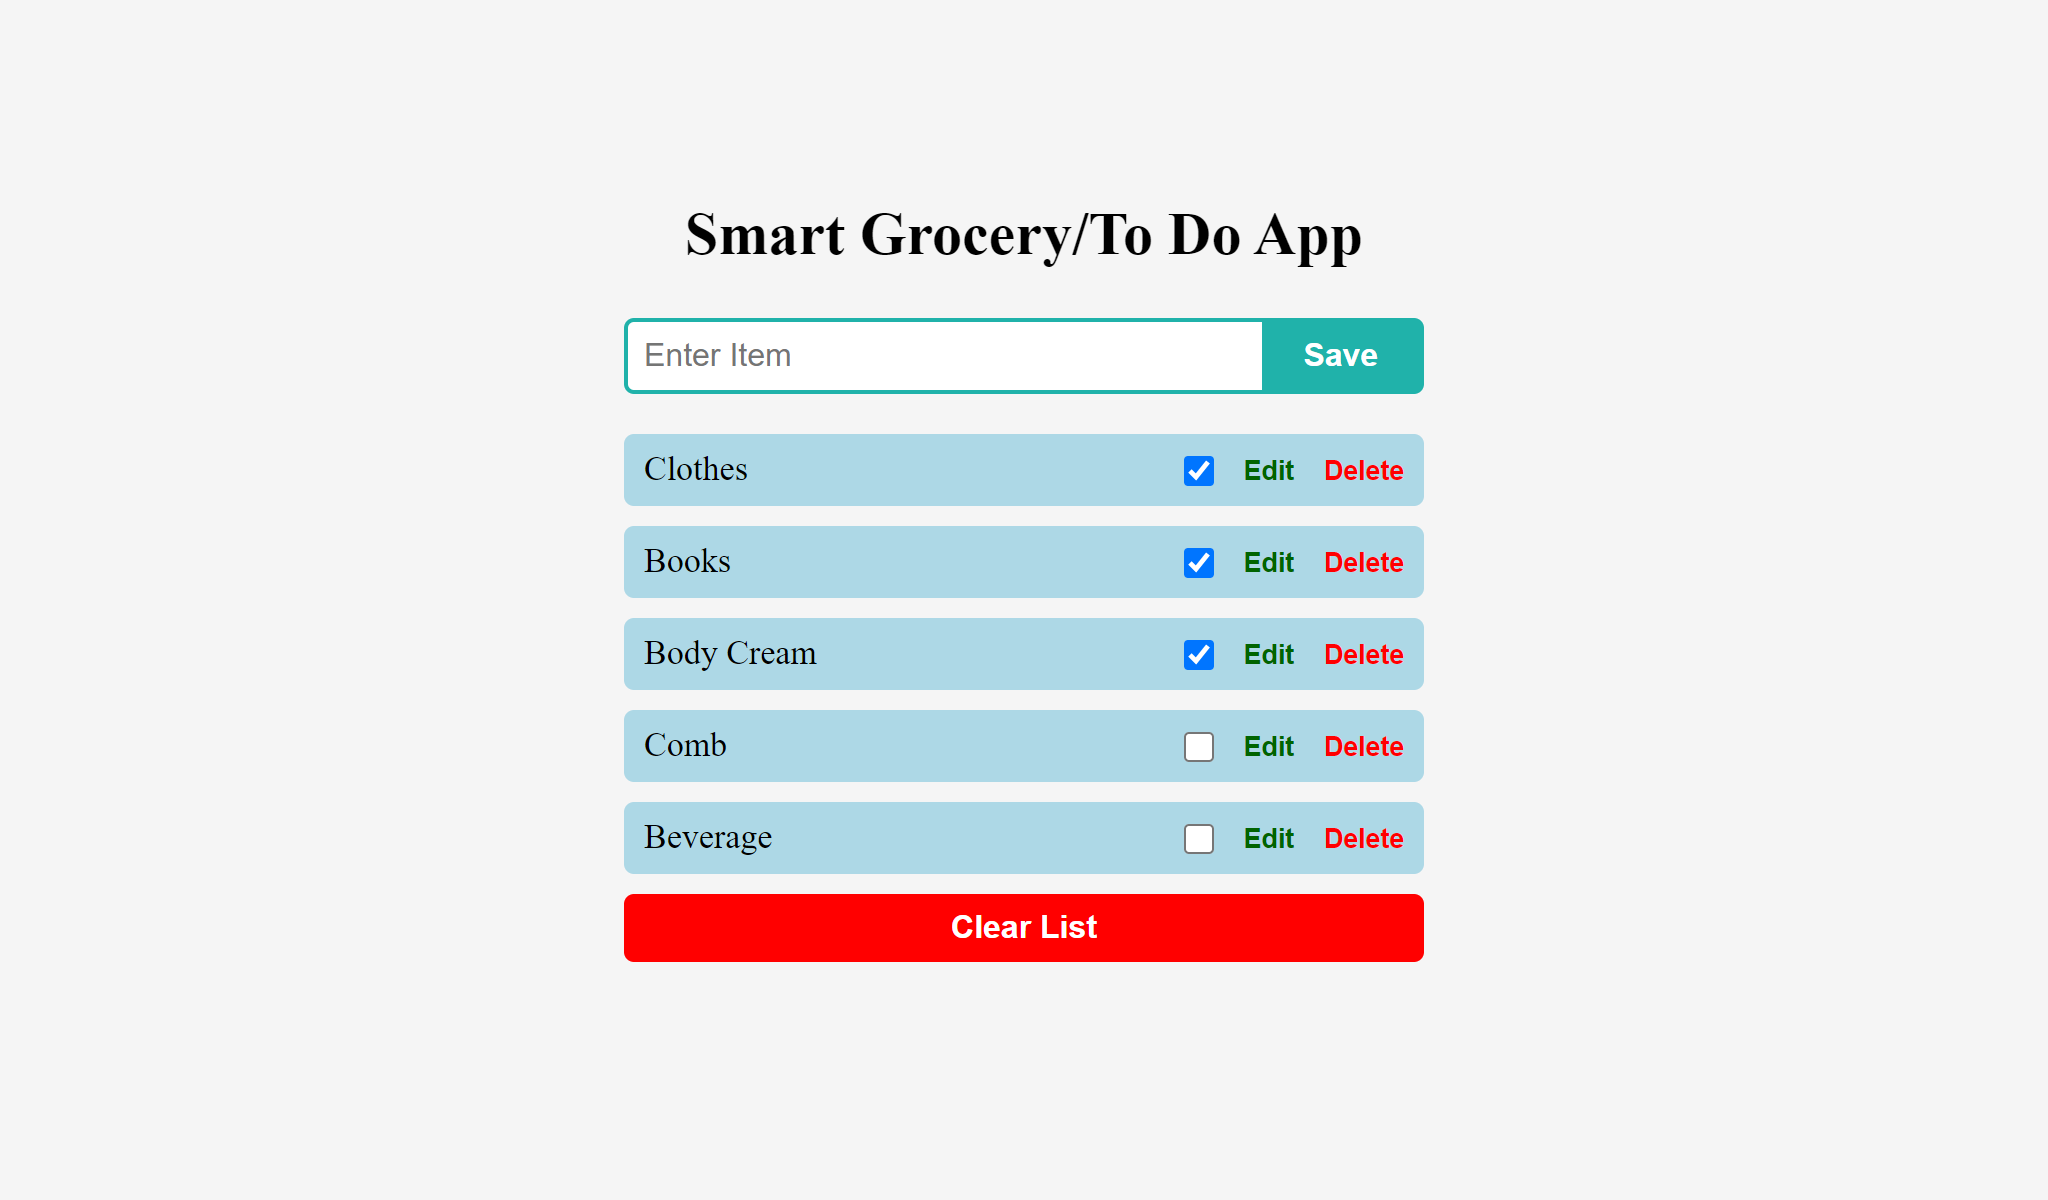 Smart Grocery/To Do App
Enter Item Save
Clothes Edit Delete
Books Edit Delete
Body Cream Edit Delete
Comb Edit Delete
Beverage Edit Delete
Clear List